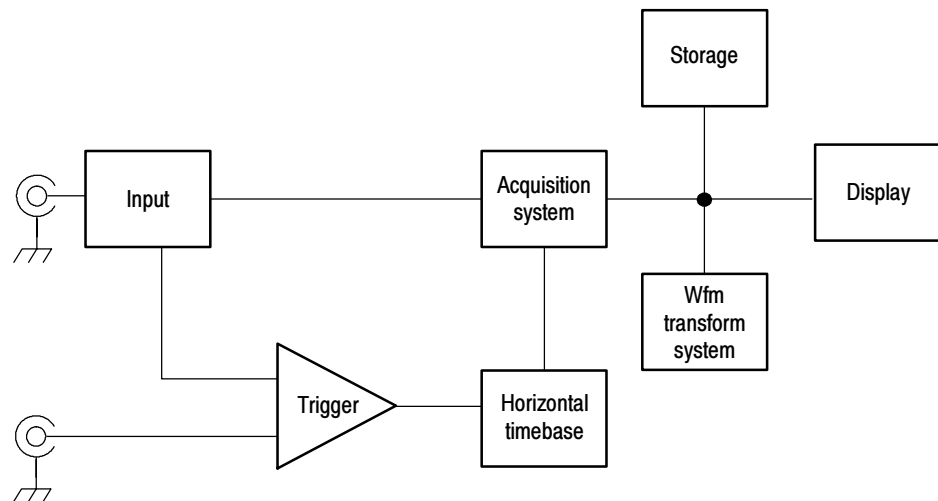 Storage
Input
Acquisition
system
Display
Wfm
transform
system
Trigger
Horizontal
timebase